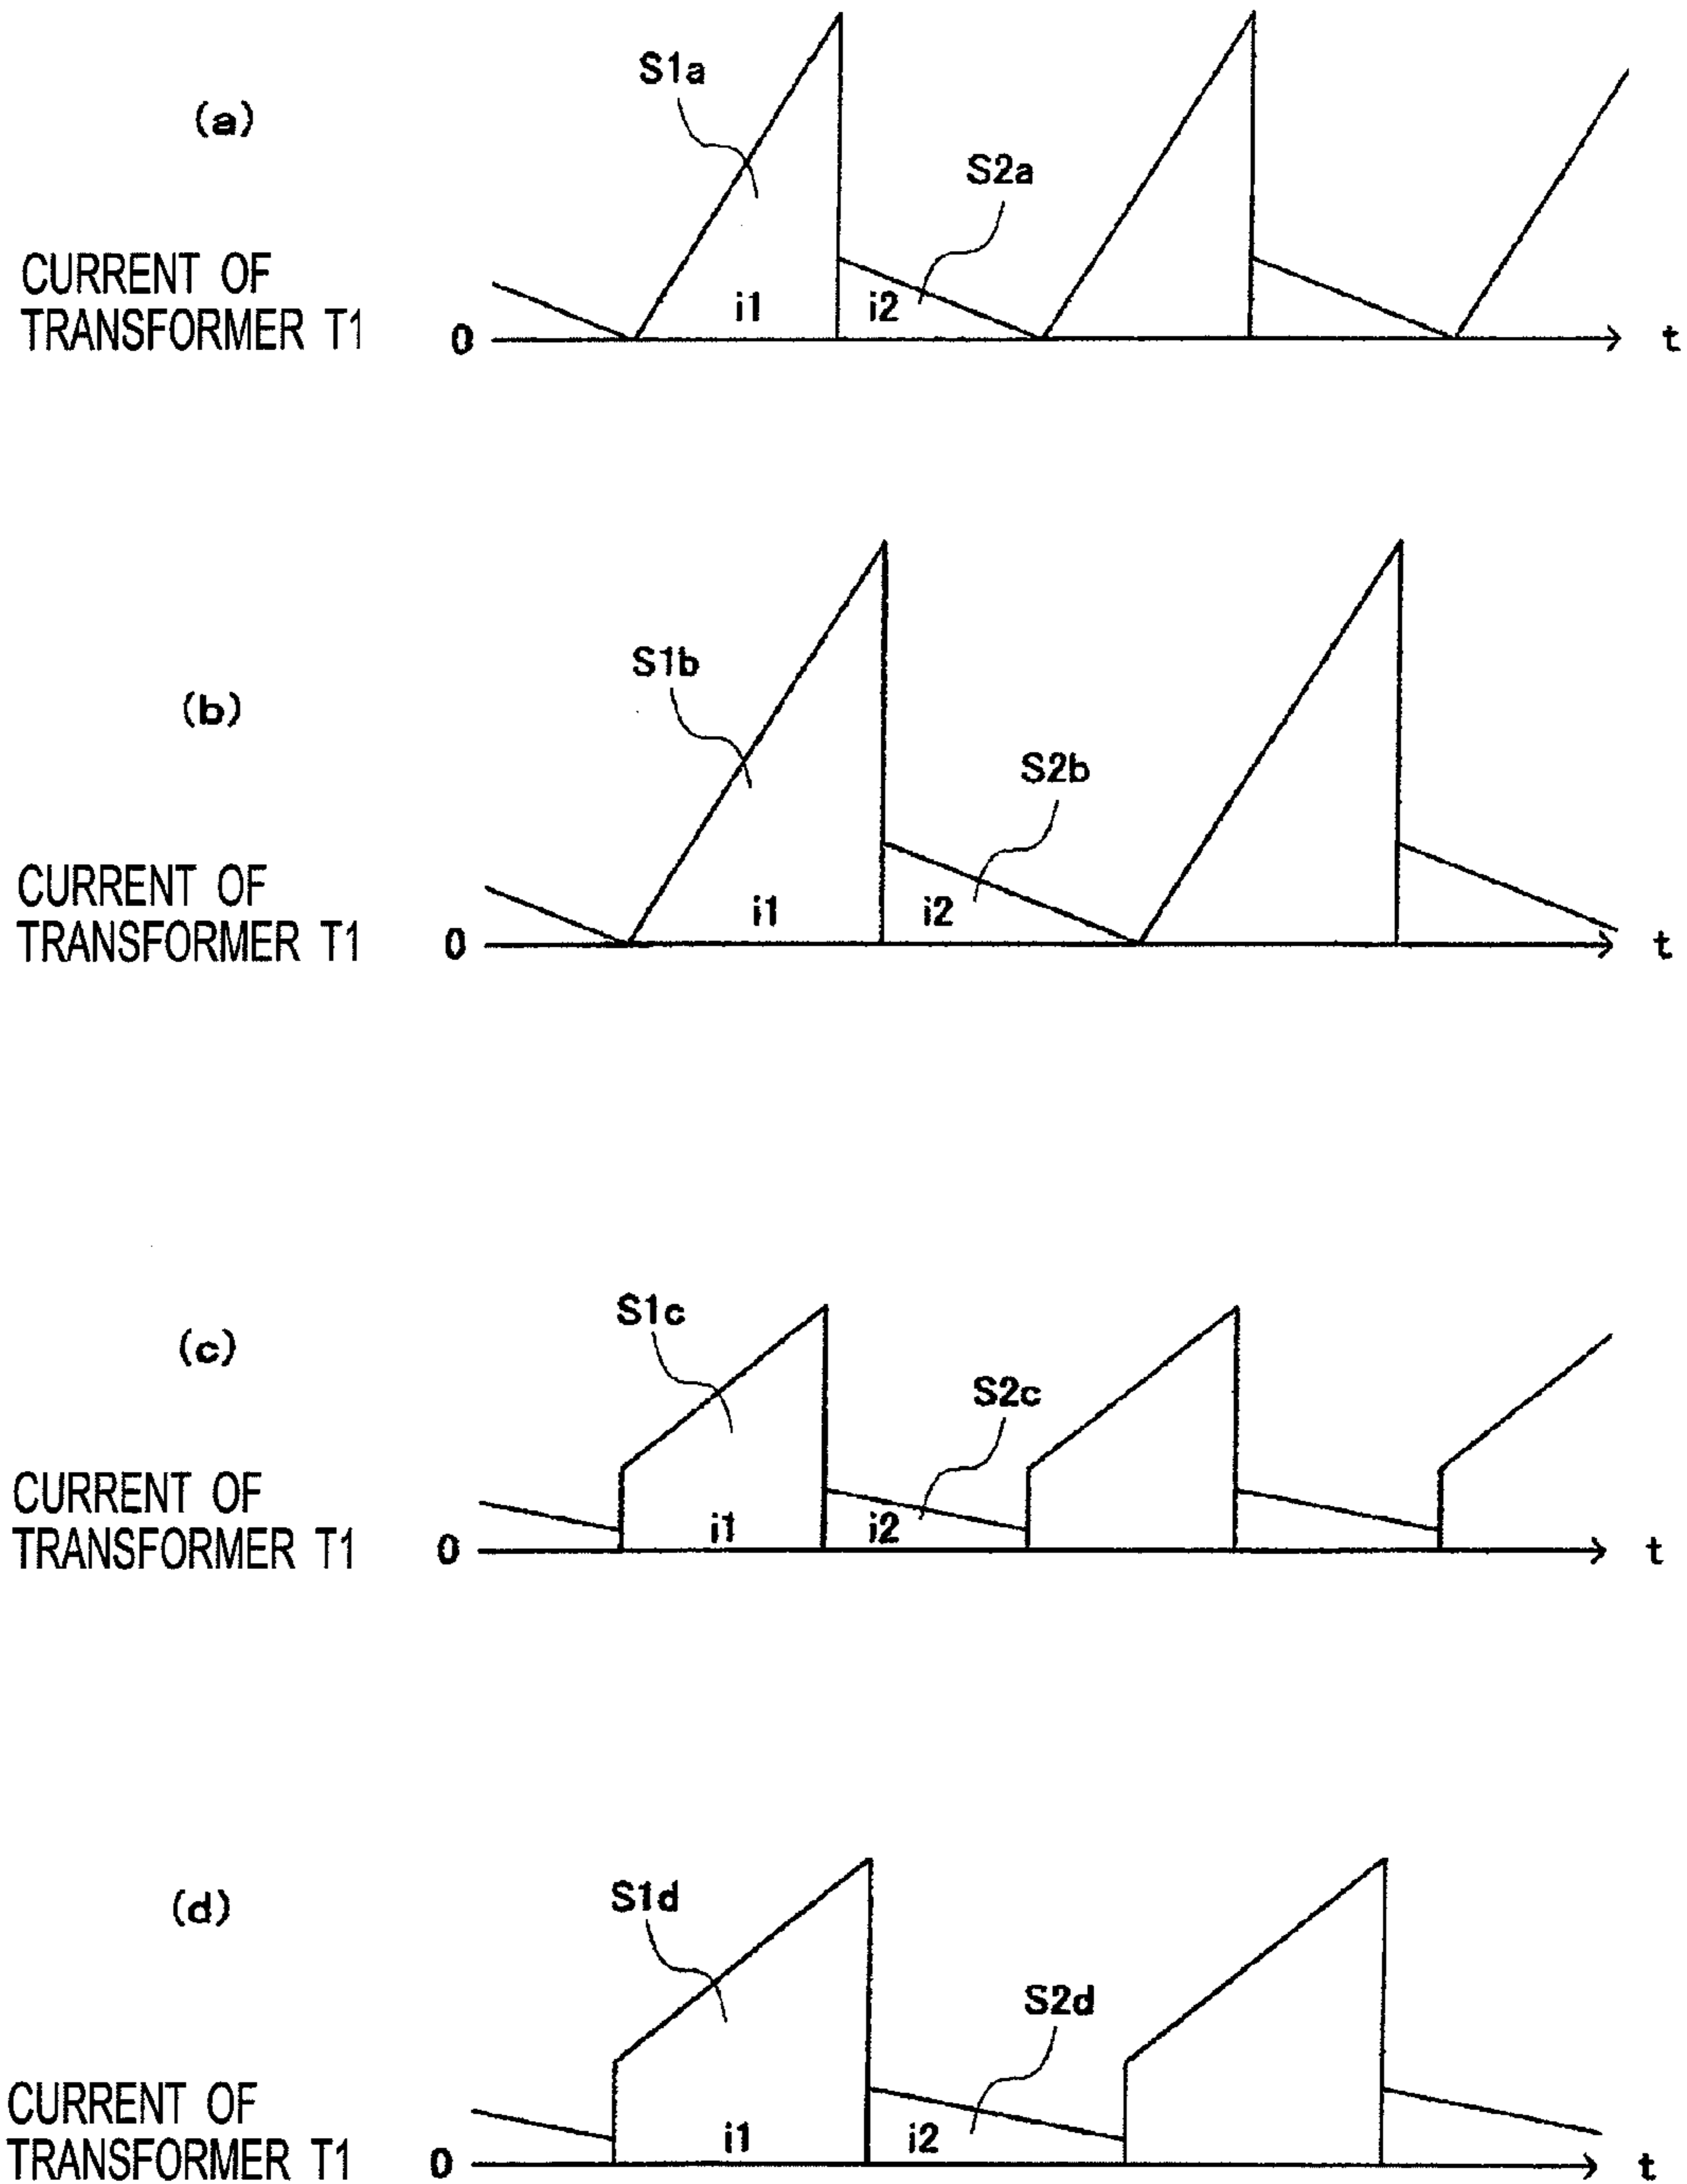 (a)
S1a
S2a
CURRENT OF
TRANSFORMER T1
i1
i2
0
t
(b)
S1b
S2b
CURRENT OF
TRANSFORMER T1
i1
i2
0
t
(c)
S1c
S2c
CURRENT OF
TRANSFORMER T1
i1
i2
0
t
(d)
S1d
S2d
CURRENT OF
TRANSFORMER T1
i1
i2
0
t